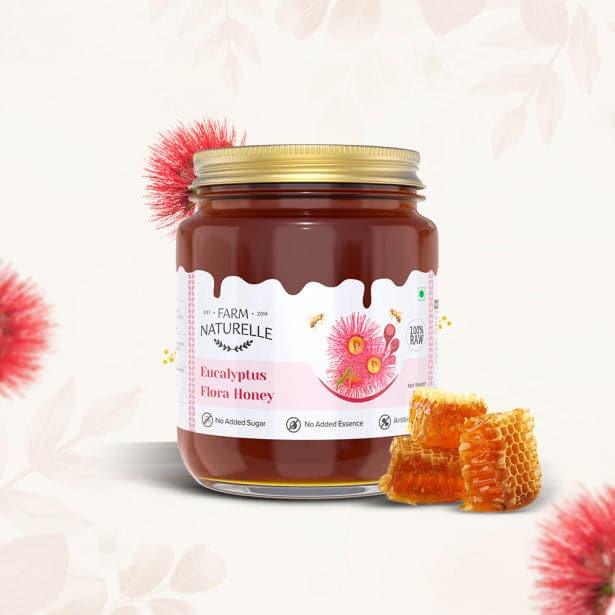 EST. • FARM • 2014
NATURELLE
100%
RAW
Eucalyptus
Flora Honey
No Added Sugar
No Added Essence